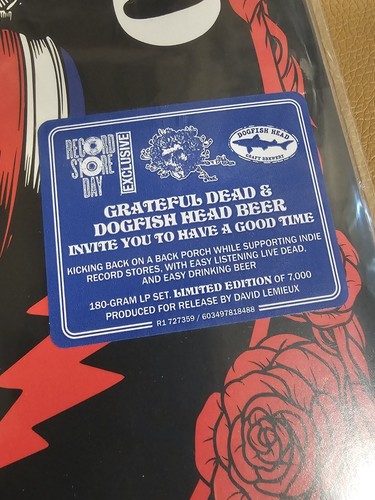 RECORD
STORE
DAY
EXCLUSIVE
DOGFISH HEAD
CRAFT BREWERY
GRATEFUL DEAD &
DOGFISH HEAD BEER
INVITE YOU TO HAVE A GOOD TIME
KICKING BACK ON A BACK PORCH WHILE SUPPORTING INDIE
RECORD STORES, WITH EASY LISTENING LIVE DEAD,
AND EASY DRINKING BEER
180-GRAM LP SET. LIMITED EDITION OF 7,000
PRODUCED FOR RELEASE BY DAVID LEMIEUX
R1 727359 / 603497818488